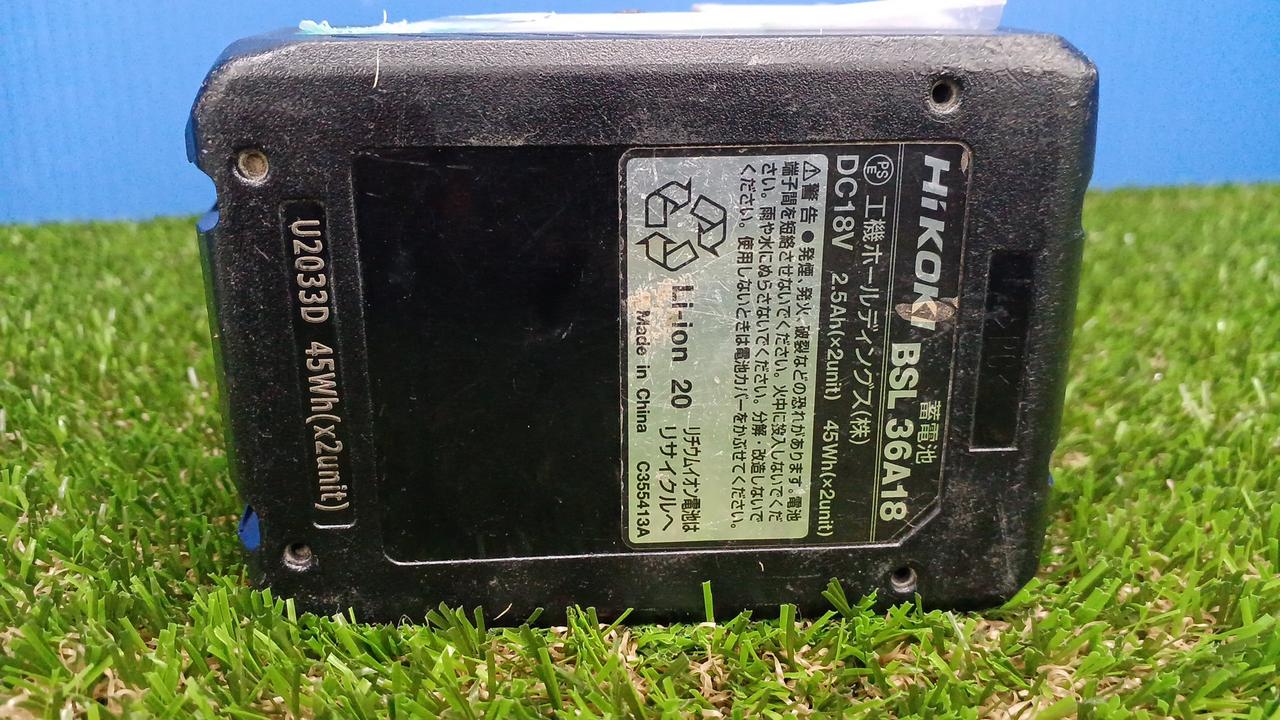 HiKOKI 蓄電池 BSL 36A18
PSE 工機ホールディングス(株)
DC18V 2.5Ah(×2unit) 45Wh(×2unit)
⚠警告 ●発煙、発火、破裂などの恐れがあります。電池
端子間を短絡させないでください。火中に投入しないでくだ
さい。雨や水にぬらさないでください。分解・改造しないで
ください。使用しないときは電池カバーをかぶせてください。
Li-ion 20
リチウムイオン電池は
リサイクルへ
Made in China C355413A
U2033D 45Wh(x2unit)